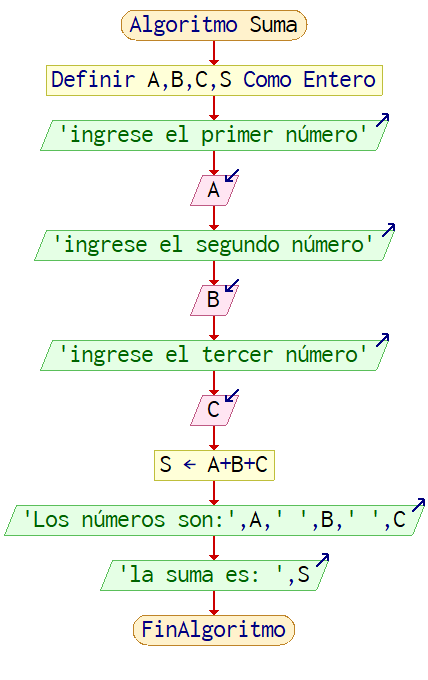 Algoritmo Suma
Definir A,B,C,S Como Entero
'ingrese el primer número'
A
'ingrese el segundo número'
B
'ingrese el tercer número'
C
S ← A+B+C
'Los números son:',A,' ',B,' ',C
'la suma es: ',S
FinAlgoritmo